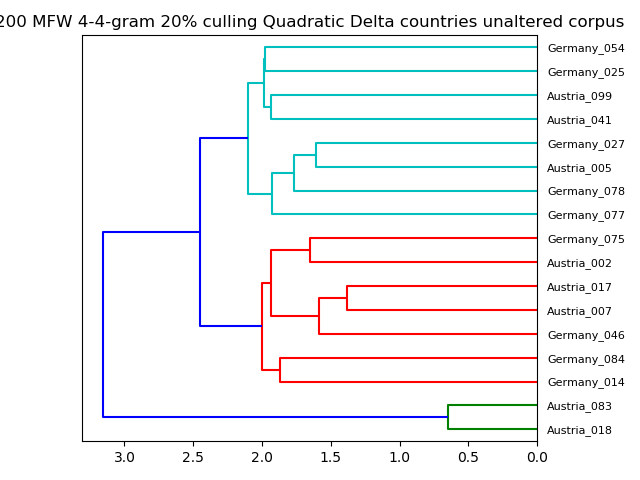 200 MFW 4-4-gram 20% culling Quadratic Delta countries unaltered corpus
Germany_054
Germany_025
Austria_099
Austria_041
Germany_027
Austria_005
Germany_078
Germany_077
Germany_075
Austria_002
Austria_017
Austria_007
Germany_046
Germany_084
Germany_014
Austria_083
Austria_018
3.0 2.5 2.0 1.5 1.0 0.5 0.0